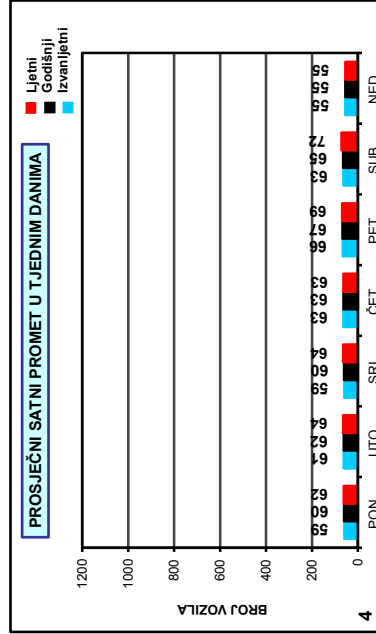 PROSJEČNI SATNI PROMET U TJEDNIM DANIMA
Ljetni
Godišnji
Izvanljetni
BROJ VOZILA
1200
1000
800
600
400
200
0
59 60 62 61 62 64 59 60 64 63 63 63 66 67 69 63 65 72 55 55 55
PON UTO SRI ČET PET SUB NED
4